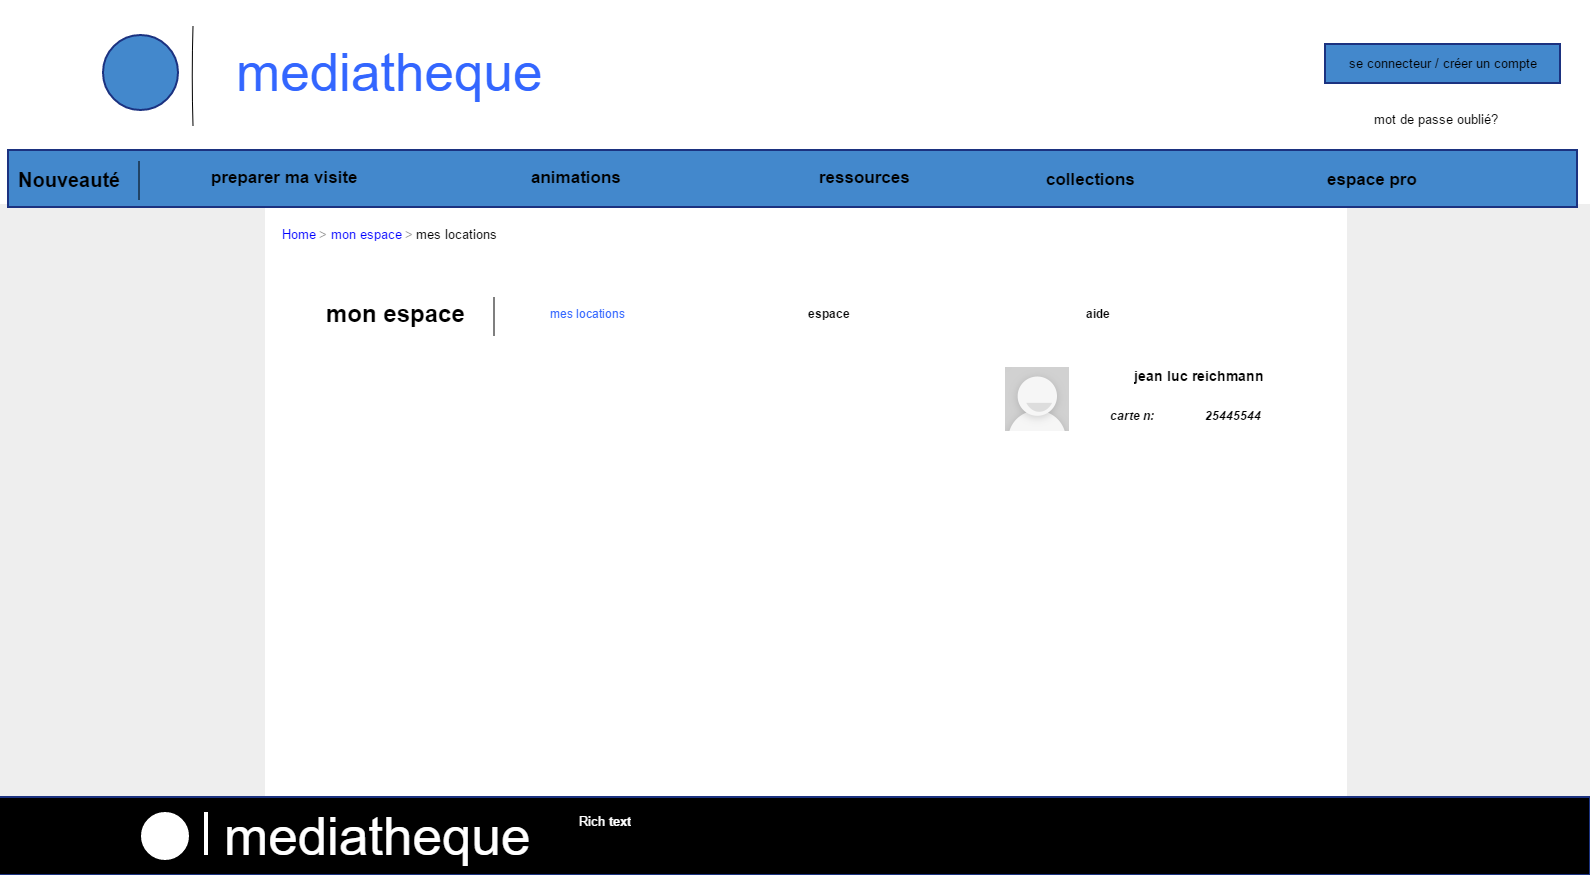 mediatheque
se connecteur / créer un compte
mot de passe oublié?
Nouveauté
preparer ma visite
animations
ressources
collections
espace pro
Home > mon espace > mes locations
mon espace
mes locations
espace
aide
jean luc reichmann
carte n: 25445544
mediatheque
Rich text